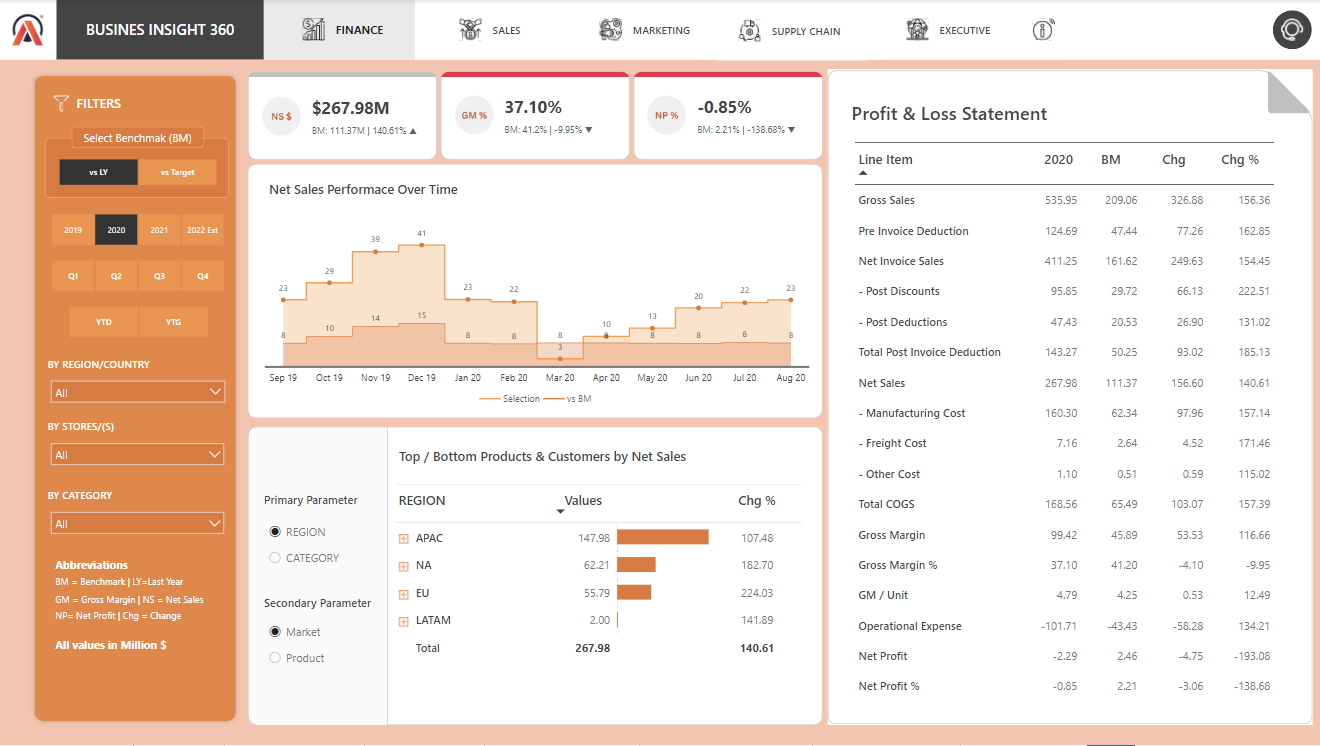 BUSINES INSIGHT 360
FINANCE
SALES
MARKETING
SUPPLY CHAIN
EXECUTIVE
FILTERS
Select Benchmak (BM)
vs LY vs Target
2019 2020 2021 2022 Est
Q1 Q2 Q3 Q4
YTD YTG
BY REGION/COUNTRY
All
BY STORES/(S)
All
BY CATEGORY
All
Abbreviations
BM = Benchmark | LY=Last Year
GM = Gross Margin | NS = Net Sales
NP= Net Profit | Chg = Change
All values in Million $
NS $
$267.98M
BM: 111.37M | 140.61% ▲
GM %
37.10%
BM: 41.2% | -9.95% ▼
NP %
-0.85%
BM: 2.21% | -138.68% ▼
Net Sales Performace Over Time
23 29 39 41 23 22 3 10 13 20 22 23
8 10 14 15 8 8 8 8 8 8 8 8
Sep 19 Oct 19 Nov 19 Dec 19 Jan 20 Feb 20 Mar 20 Apr 20 May 20 Jun 20 Jul 20 Aug 20
Selection vs BM
Primary Parameter
REGION
CATEGORY
Secondary Parameter
Market
Product
Top / Bottom Products & Customers by Net Sales
REGION Values Chg %
APAC 147.98 107.48
NA 62.21 182.70
EU 55.79 224.03
LATAM 2.00 141.89
Total 267.98 140.61
Profit & Loss Statement
Line Item 2020 BM Chg Chg %
Gross Sales 535.95 209.06 326.88 156.36
Pre Invoice Deduction 124.69 47.44 77.26 162.85
Net Invoice Sales 411.25 161.62 249.63 154.45
- Post Discounts 95.85 29.72 66.13 222.51
- Post Deductions 47.43 20.53 26.90 131.02
Total Post Invoice Deduction 143.27 50.25 93.02 185.13
Net Sales 267.98 111.37 156.60 140.61
- Manufacturing Cost 160.30 62.34 97.96 157.14
- Freight Cost 7.16 2.64 4.52 171.46
- Other Cost 1.10 0.51 0.59 115.02
Total COGS 168.56 65.49 103.07 157.39
Gross Margin 99.42 45.89 53.53 116.66
Gross Margin % 37.10 41.20 -4.10 -9.95
GM / Unit 4.79 4.25 0.53 12.49
Operational Expense -101.71 -43.43 -58.28 134.21
Net Profit -2.29 2.46 -4.75 -193.08
Net Profit % -0.85 2.21 -3.06 -138.68